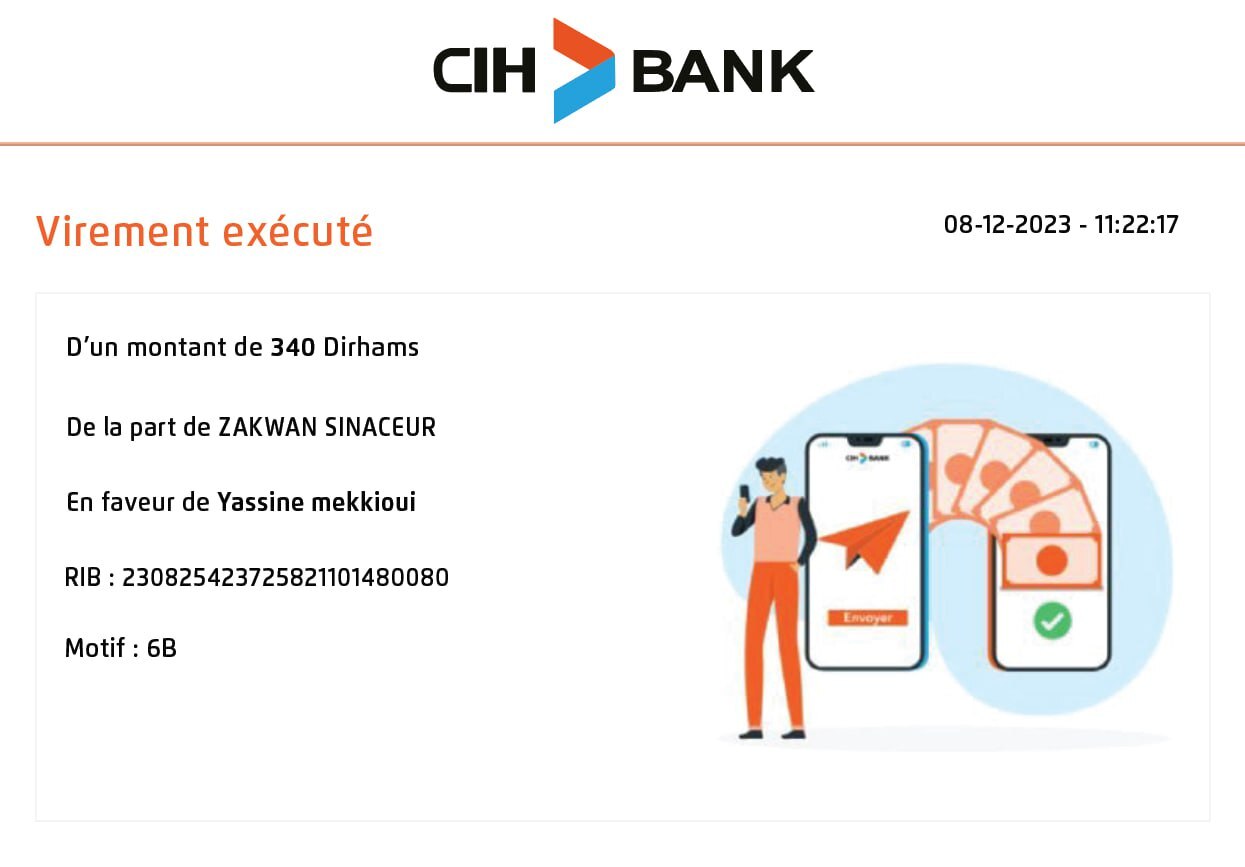 CIH BANK
Virement exécuté
08-12-2023 - 11:22:17
D’un montant de 340 Dirhams
De la part de ZAKWAN SINACEUR
En faveur de Yassine mekkioui
RIB : 230825423725821101480080
Motif : 6B
CIH BANK
Envoyer